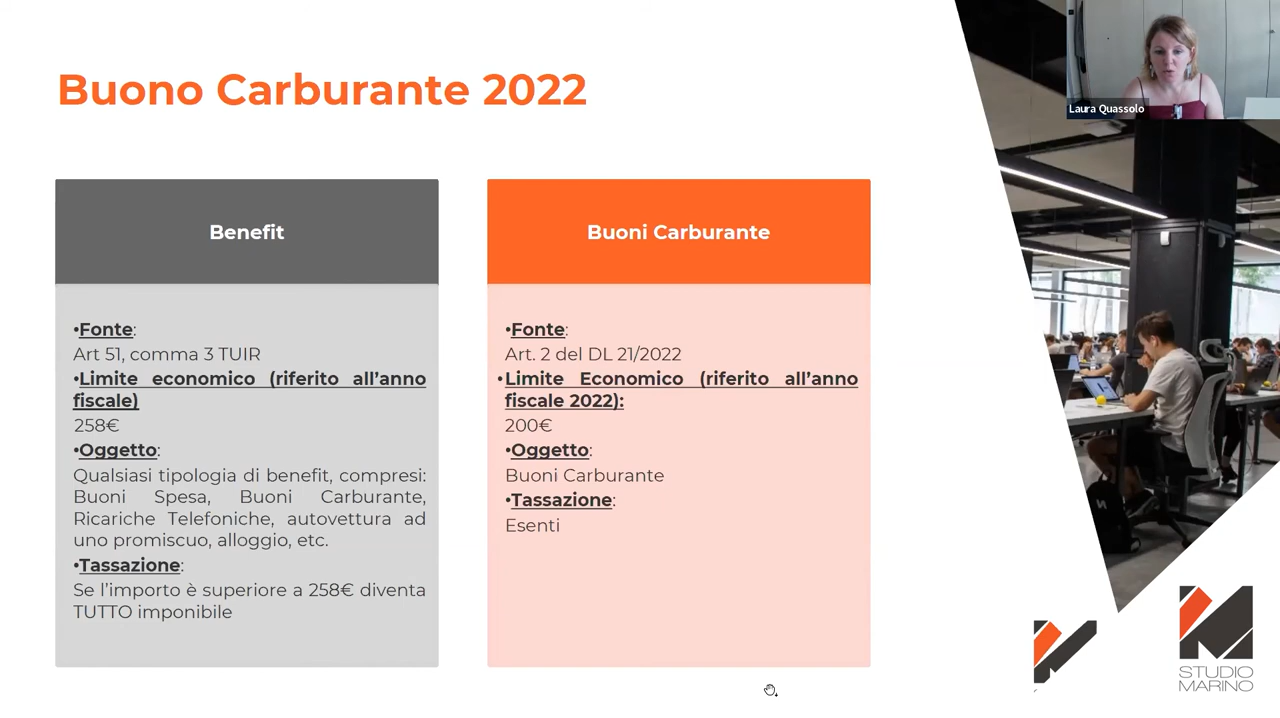 Buono Carburante 2022
Laura Quassolo
Benefit
•Fonte:
Art 51, comma 3 TUIR
•Limite economico (riferito all’anno
fiscale)
258€
•Oggetto:
Qualsiasi tipologia di benefit, compresi:
Buoni Spesa, Buoni Carburante,
Ricariche Telefoniche, autovettura ad
uno promiscuo, alloggio, etc.
•Tassazione:
Se l’importo è superiore a 258€ diventa
TUTTO imponibile
Buoni Carburante
•Fonte:
Art. 2 del DL 21/2022
•Limite Economico (riferito all’anno
fiscale 2022):
200€
•Oggetto:
Buoni Carburante
•Tassazione:
Esenti
STUDIO
MARINO